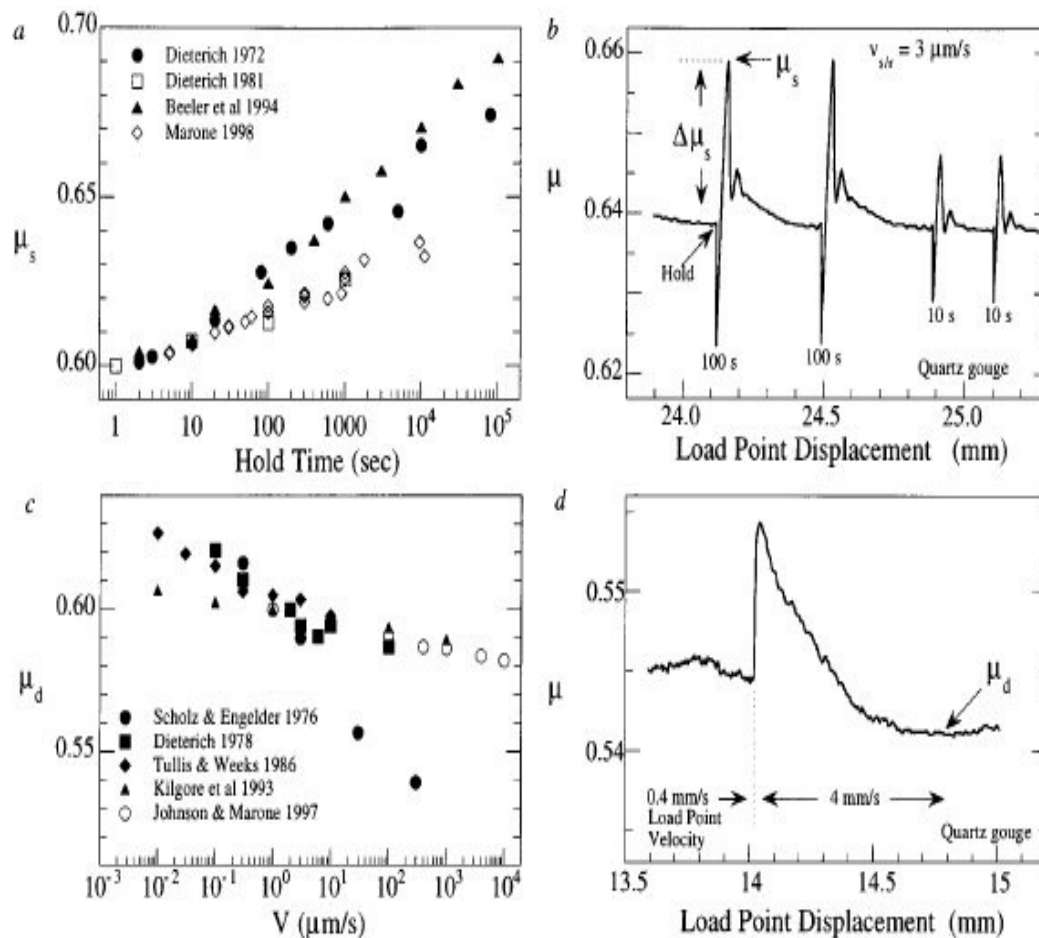 a
0.70
0.65
0.60
μs
Dieterich 1972
Dieterich 1981
Beeler et al 1994
Marone 1998
1 10 100 1000 10⁴ 10⁵
Hold Time (sec)
b
0.66
0.64
0.62
μ
vs/r = 3 μm/s
μs
Δμs
Hold
100 s
100 s
10 s
10 s
Quartz gouge
24.0 24.5 25.0
Load Point Displacement (mm)
c
0.60
0.55
μd
Scholz & Engelder 1976
Dieterich 1978
Tullis & Weeks 1986
Kilgore et al 1993
Johnson & Marone 1997
10⁻³ 10⁻² 10⁻¹ 10⁰ 10¹ 10² 10³ 10⁴
V (μm/s)
d
0.55
0.54
μ
μd
0.4 mm/s
Load Point
Velocity
4 mm/s
Quartz gouge
13.5 14 14.5 15
Load Point Displacement (mm)